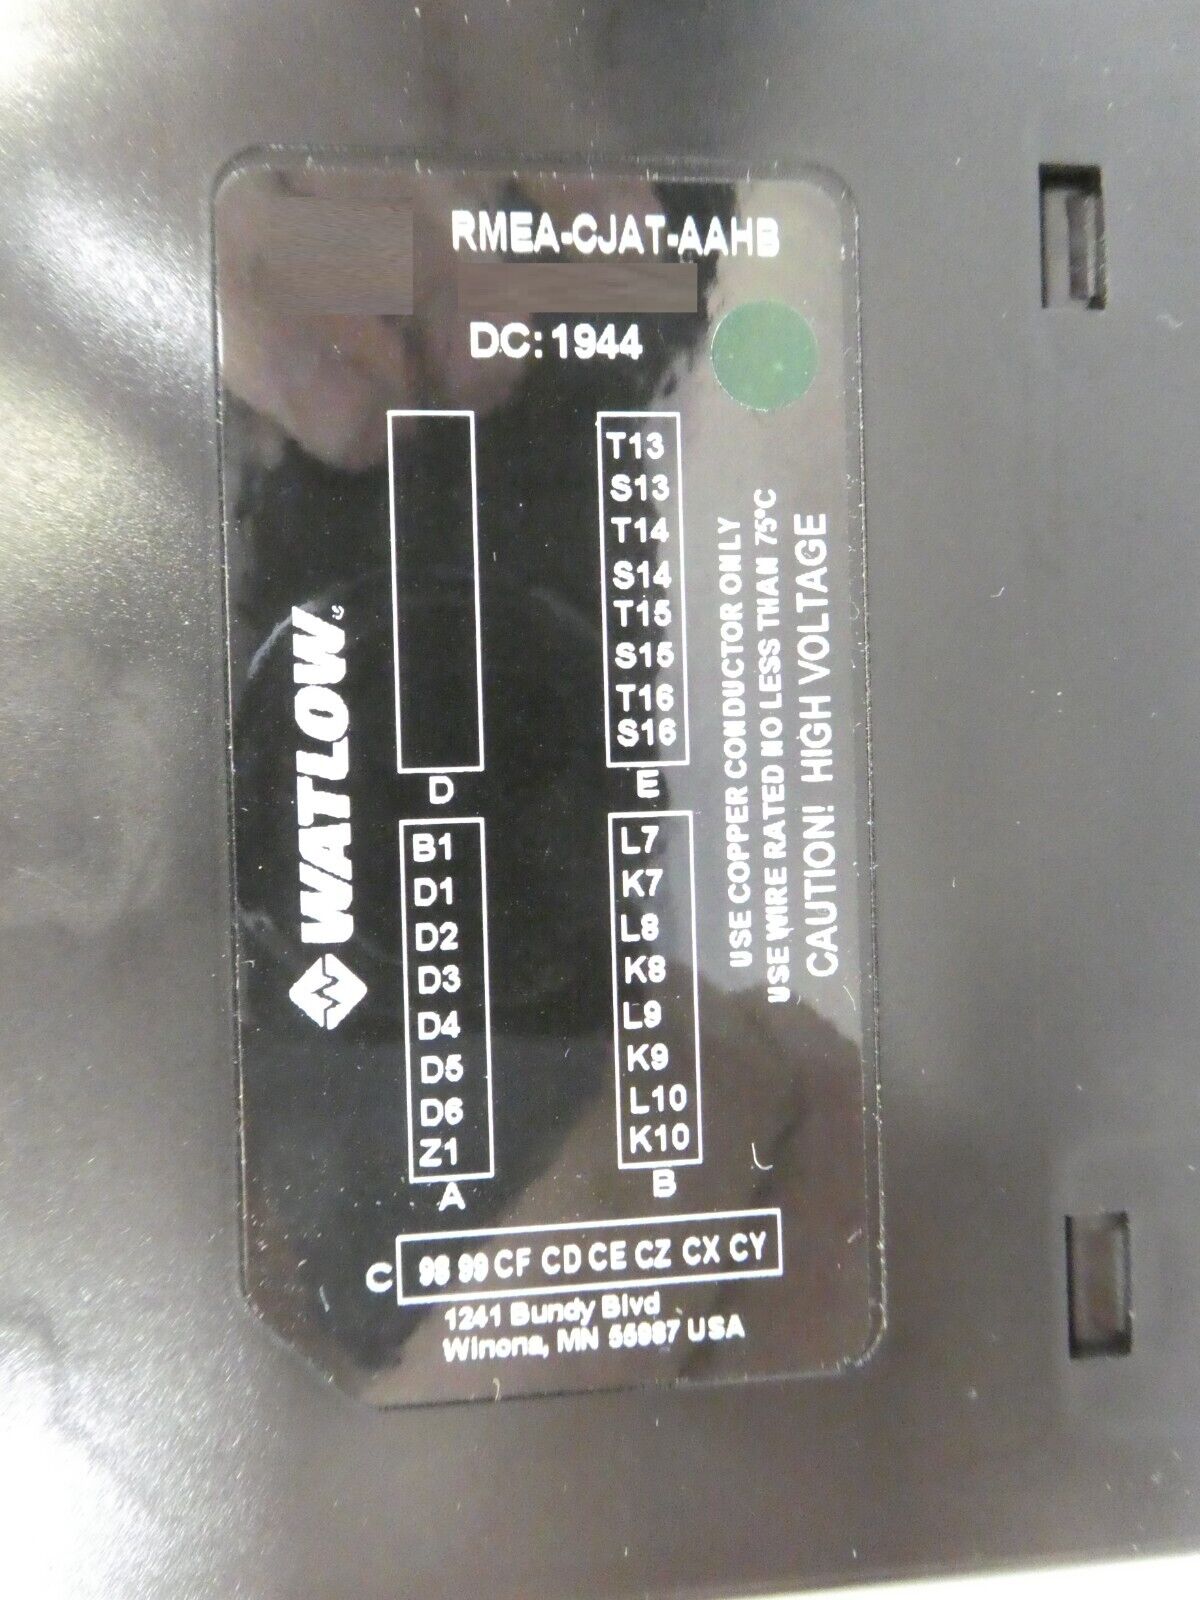 RMEA-CJAT-AAHB
DC: 1944
WATLOW
T13
S13
T14
S14
T15
S15
T16
S16
D
E
B1
D1
D2
D3
D4
D5
D6
Z1
A
L7
K7
L8
K8
L9
K9
L10
K10
B
USE COPPER CONDUCTOR ONLY
USE WIRE RATED NO LESS THAN 75°C
CAUTION! HIGH VOLTAGE
C
98 99 CF CD CE CZ CX CY
1241 Bundy Blvd
Winona, MN 55987 USA